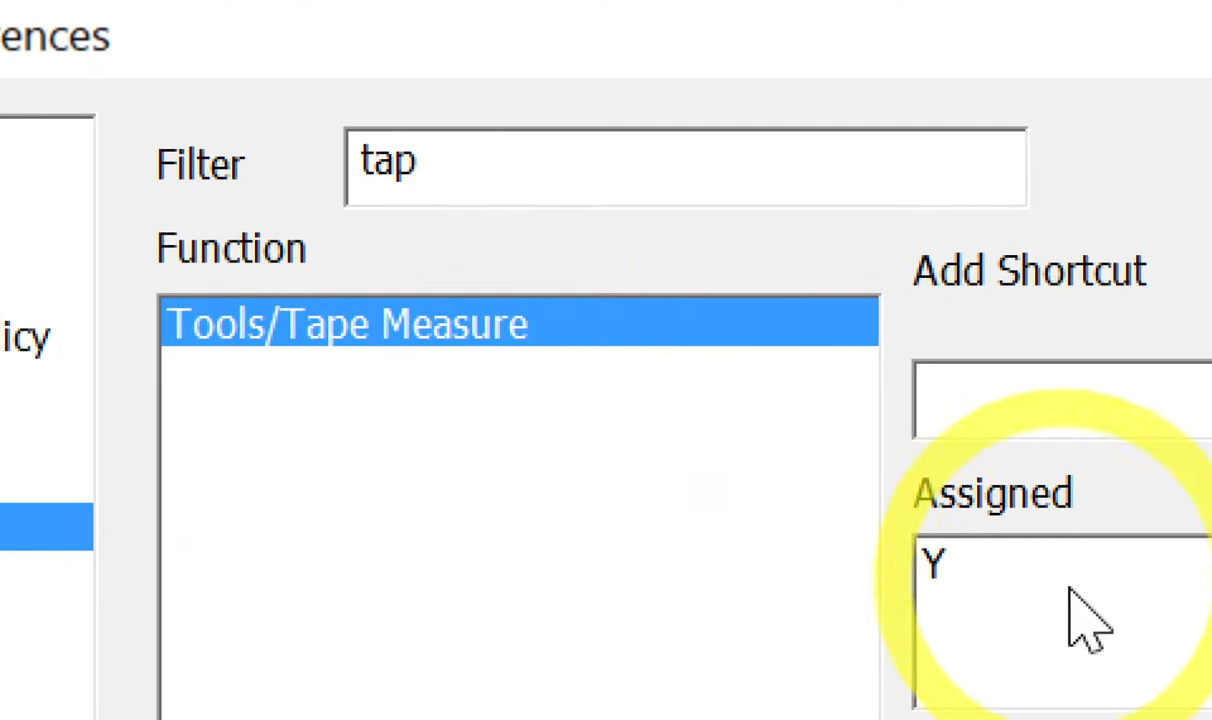 ences
Filter
tap
Function
Add Shortcut
Tools/Tape Measure
icy
Assigned
Y